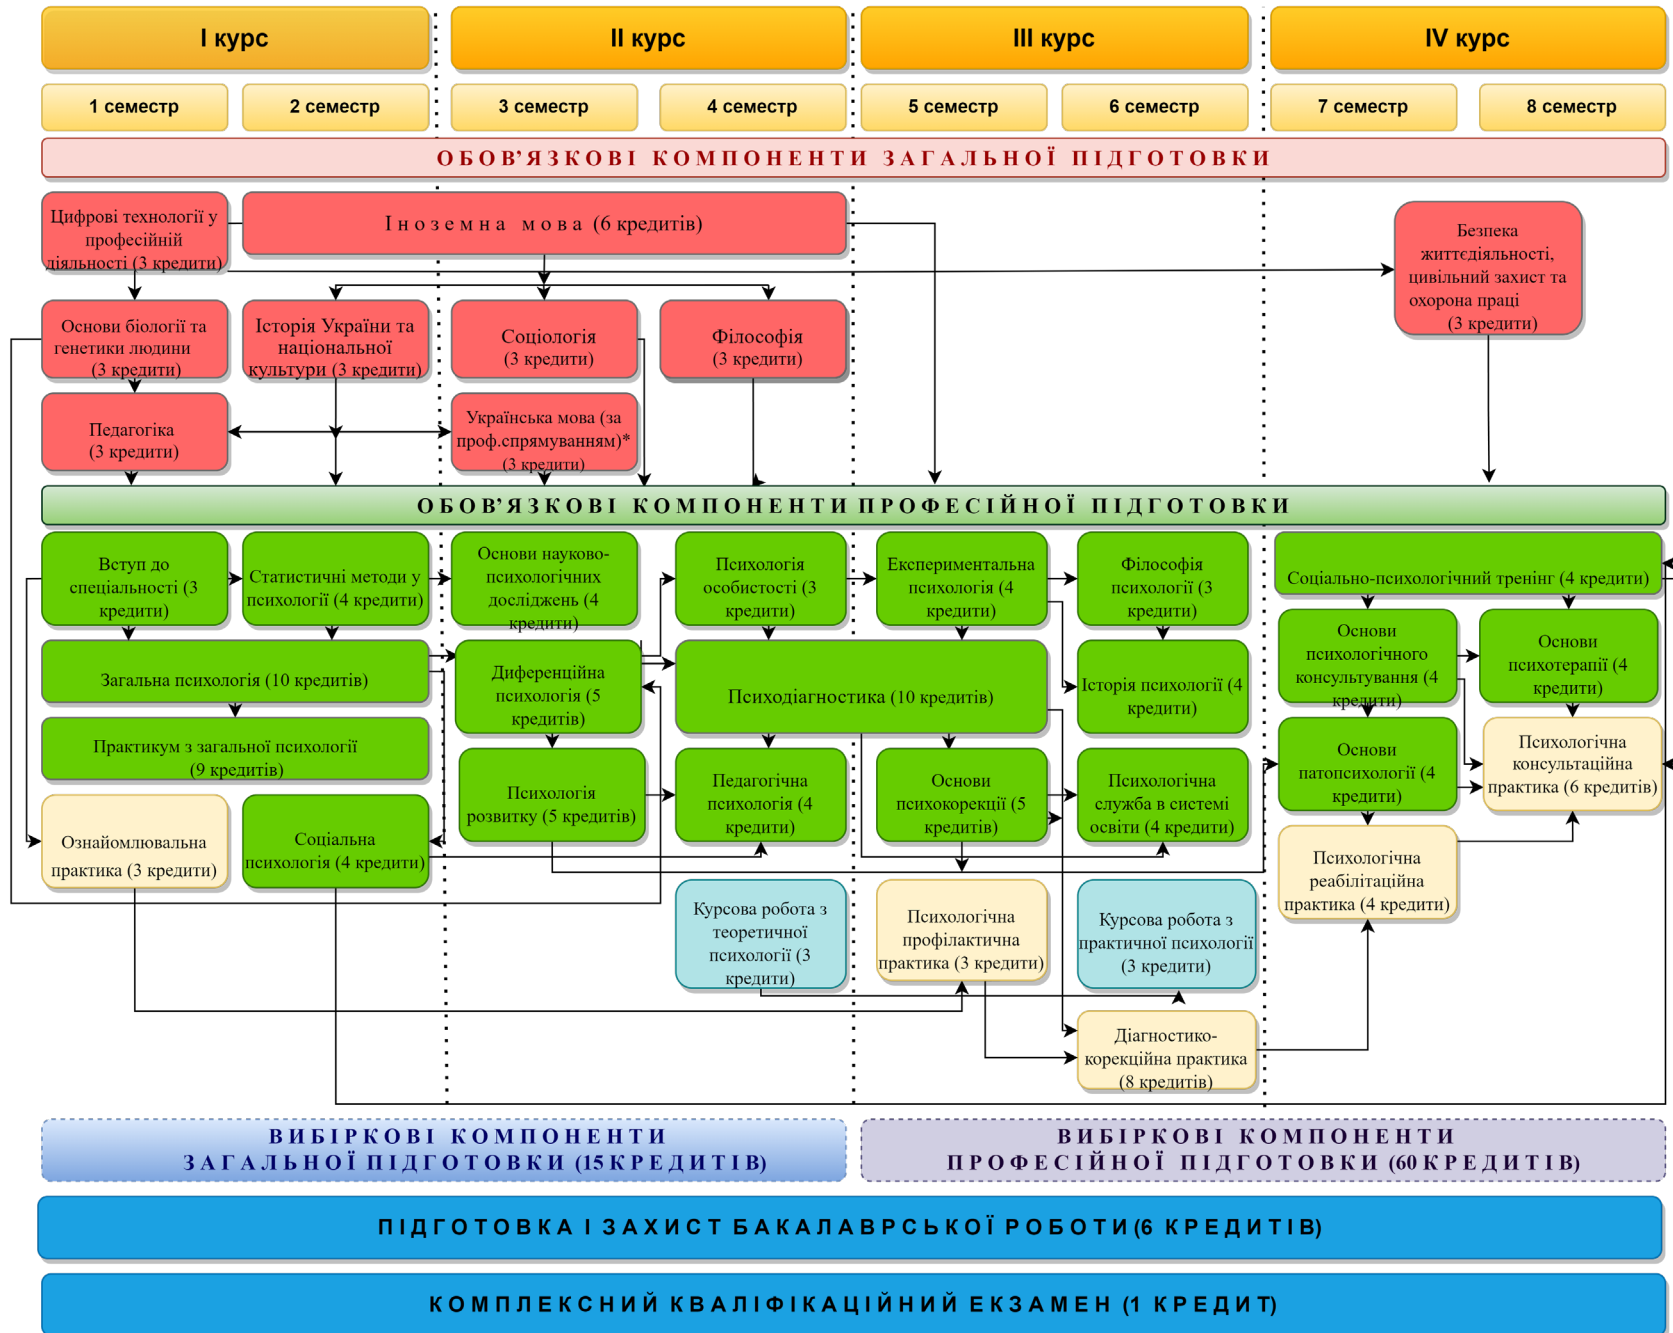 І курс
ІІ курс
ІІІ курс
IV курс
1 семестр
2 семестр
3 семестр
4 семестр
5 семестр
6 семестр
7 семестр
8 семестр
ОБОВ’ЯЗКОВІ КОМПОНЕНТИ ЗАГАЛЬНОЇ ПІДГОТОВКИ
Цифрові технології у
професійній
діяльності (3 кредити)
Іноземна мова (6 кредитів)
Безпека
життєдіяльності,
цивільний захист та
охорона праці
(3 кредити)
Основи біології та
генетики людини
(3 кредити)
Історія України та
національної
культури (3 кредити)
Соціологія
(3 кредити)
Філософія
(3 кредити)
Педагогіка
(3 кредити)
Українська мова (за
проф.спрямуванням)*
(3 кредити)
ОБОВ’ЯЗКОВІ КОМПОНЕНТИ ПРОФЕСІЙНОЇ ПІДГОТОВКИ
Вступ до
спеціальності (3
кредити)
Статистичні методи у
психології (4 кредити)
Основи науково-
психологічних
досліджень (4
кредити)
Психологія
особистості (3
кредити)
Експериментальна
психологія (4
кредити)
Філософія
психології (3
кредити)
Соціально-психологічний тренінг (4 кредити)
Загальна психологія (10 кредитів)
Диференційна
психологія (5
кредитів)
Психодіагностика (10 кредитів)
Історія психології (4
кредити)
Основи
психологічного
консультування (4
кредити)
Основи
психотерапії (4
кредити)
Практикум з загальної психології
(9 кредитів)
Психологія
розвитку (5 кредитів)
Педагогічна
психологія (4
кредити)
Основи
психокорекції (5
кредитів)
Психологічна
служба в системі
освіти (4 кредити)
Основи
патопсихології (4
кредити)
Психологічна
консультаційна
практика (6 кредитів)
Ознайомлювальна
практика (3 кредити)
Соціальна
психологія (4 кредити)
Психологічна
реабілітаційна
практика (4 кредити)
Курсова робота з
теоретичної
психології (3
кредити)
Психологічна
профілактична
практика (3 кредити)
Курсова робота з
практичної психології
(3 кредити)
Діагностико-
корекційна практика
(8 кредитів)
ВИБІРКОВІ КОМПОНЕНТИ
ЗАГАЛЬНОЇ ПІДГОТОВКИ (15 КРЕДИТІВ)
ВИБІРКОВІ КОМПОНЕНТИ
ПРОФЕСІЙНОЇ ПІДГОТОВКИ (60 КРЕДИТІВ)
ПІДГОТОВКА І ЗАХИСТ БАКАЛАВРСЬКОЇ РОБОТИ (6 КРЕДИТІВ)
КОМПЛЕКСНИЙ КВАЛІФІКАЦІЙНИЙ ЕКЗАМЕН (1 КРЕДИТ)